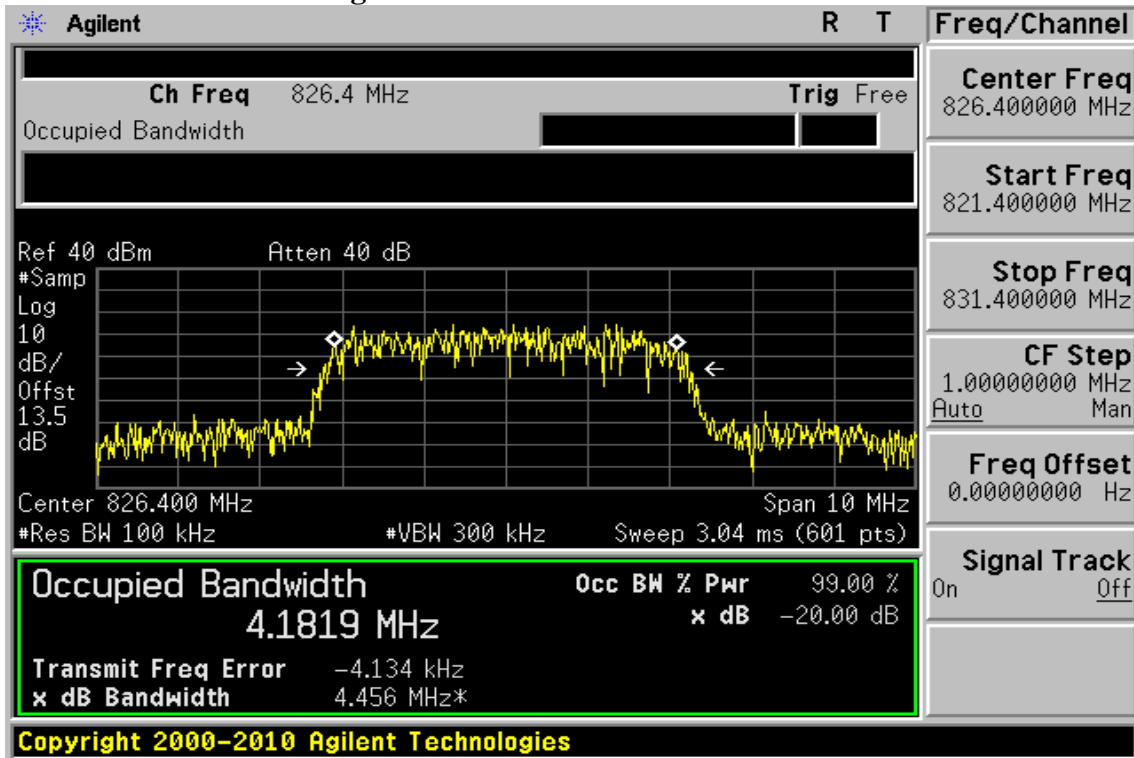 Agilent R T
Freq/Channel
Ch Freq 826.4 MHz Trig Free
Occupied Bandwidth
Center Freq
826.400000 MHz
Start Freq
821.400000 MHz
Stop Freq
831.400000 MHz
CF Step
1.00000000 MHz
Auto Man
Freq Offset
0.00000000 Hz
Signal Track
On Off
Ref 40 dBm Atten 40 dB
#Samp
Log
10
dB/
Offst
13.5
dB
Center 826.400 MHz Span 10 MHz
#Res BW 100 kHz #VBW 300 kHz Sweep 3.04 ms (601 pts)
Occupied Bandwidth
4.1819 MHz
Occ BW % Pwr 99.00 %
x dB -20.00 dB
Transmit Freq Error -4.134 kHz
x dB Bandwidth 4.456 MHz*
Copyright 2000-2010 Agilent Technologies